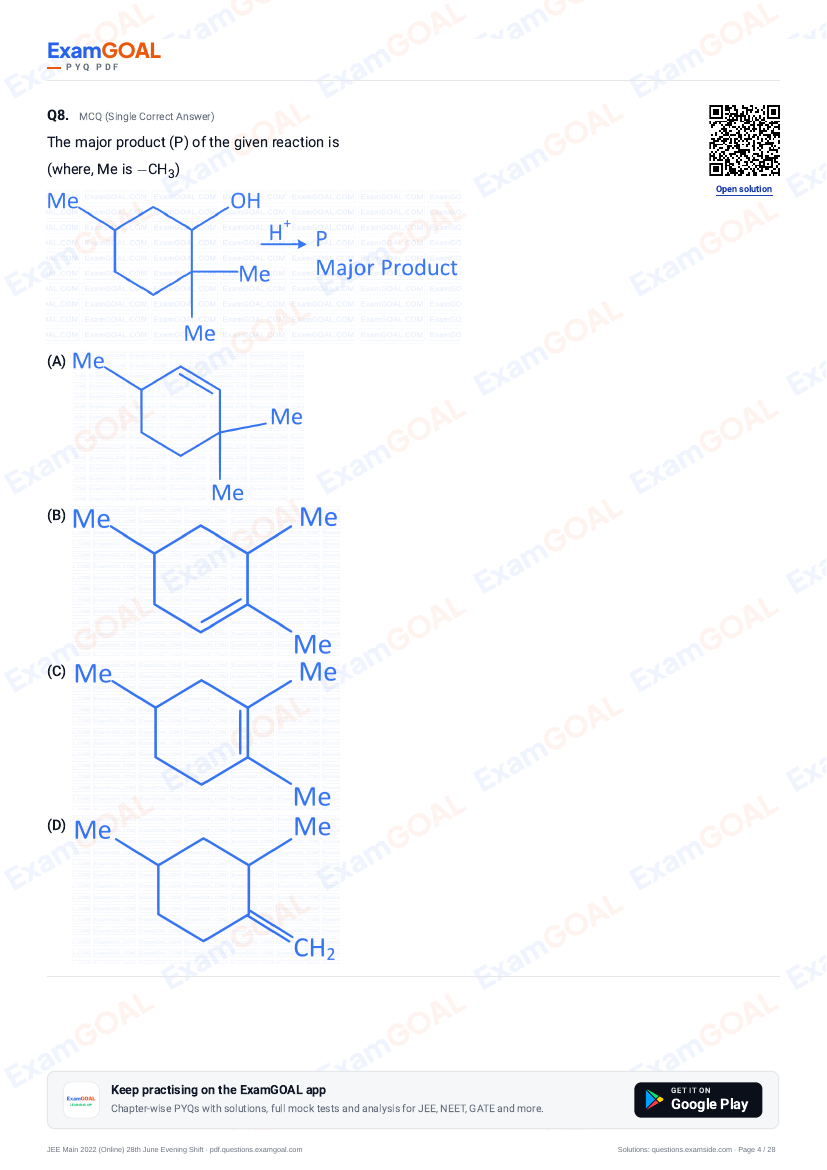 ExamGOAL
PYQ PDF
Q8. MCQ (Single Correct Answer)
The major product (P) of the given reaction is
(where, Me is −CH3)
Open solution
Me
OH
H+
P
Me
Major Product
Me
(A)
Me
Me
Me
(B)
Me
Me
Me
(C)
Me
Me
Me
(D)
Me
Me
CH2
Keep practising on the ExamGOAL app
Chapter-wise PYQs with solutions, full mock tests and analysis for JEE, NEET, GATE and more.
GET IT ON
Google Play
JEE Main 2022 (Online) 28th June Evening Shift · pdf.questions.examgoal.com
Solutions: questions.examside.com · Page 4 / 28